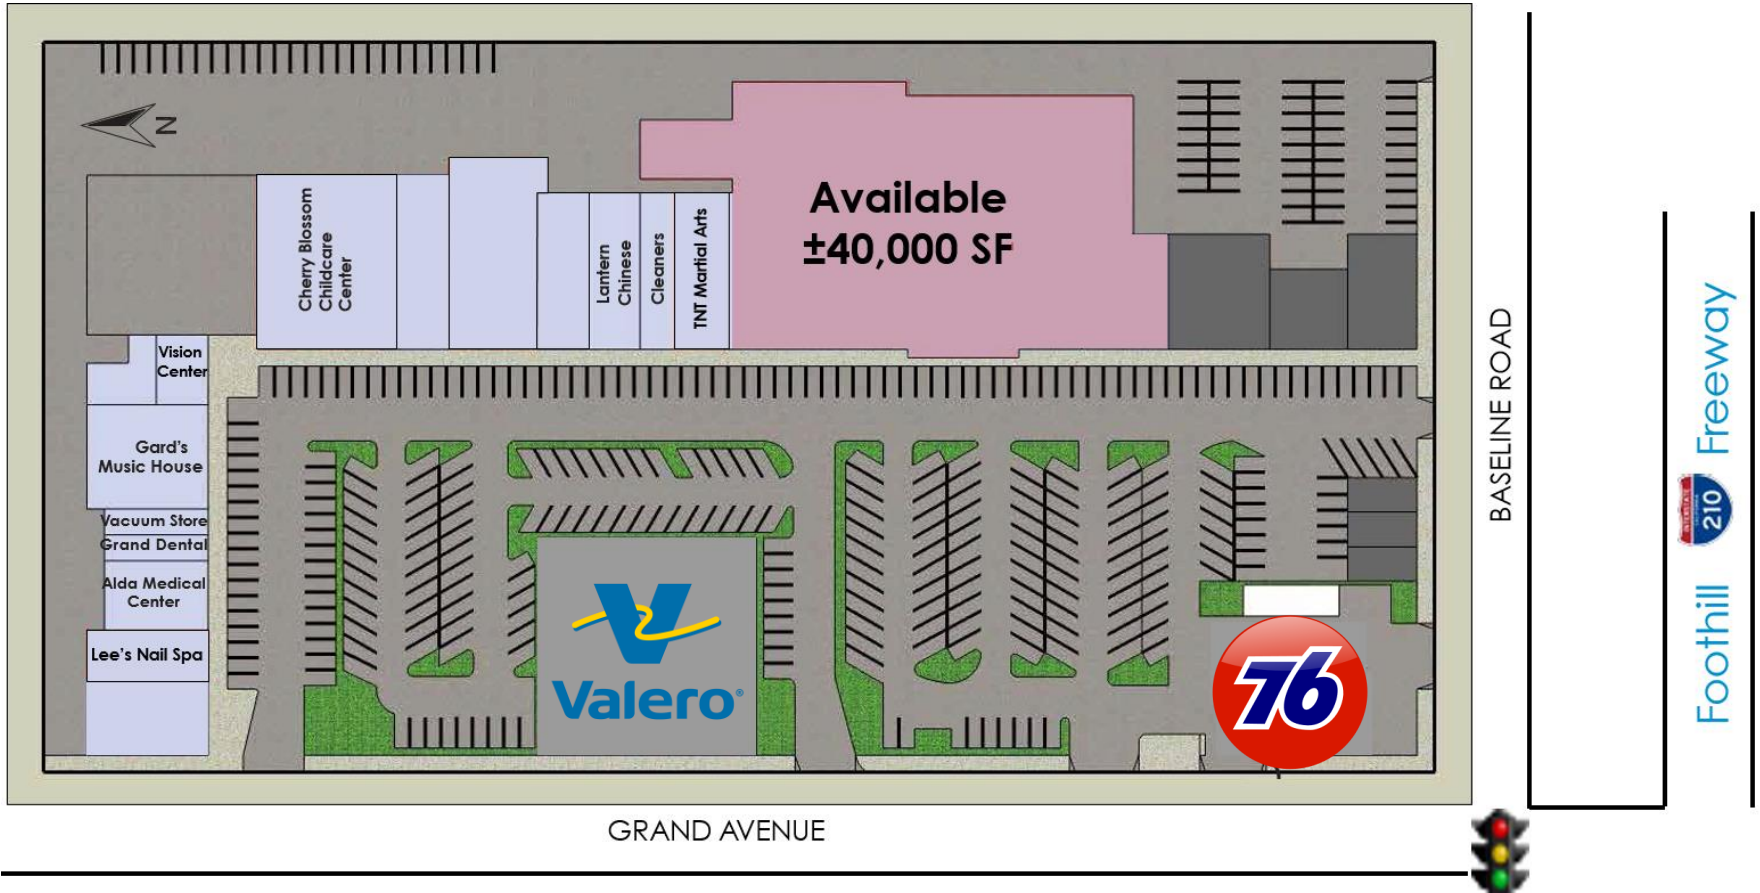 N
Available
±40,000 SF
Cherry Blossom
Childcare
Center
Lantern
Chinese
Cleaners
TNT Martial Arts
Vision
Center
Gard's
Music House
Vacuum Store
Grand Dental
Alda Medical
Center
Lee's Nail Spa
Valero®
76
BASELINE ROAD
Foothill
INTERSTATE
CALIFORNIA
210
Freeway
GRAND AVENUE